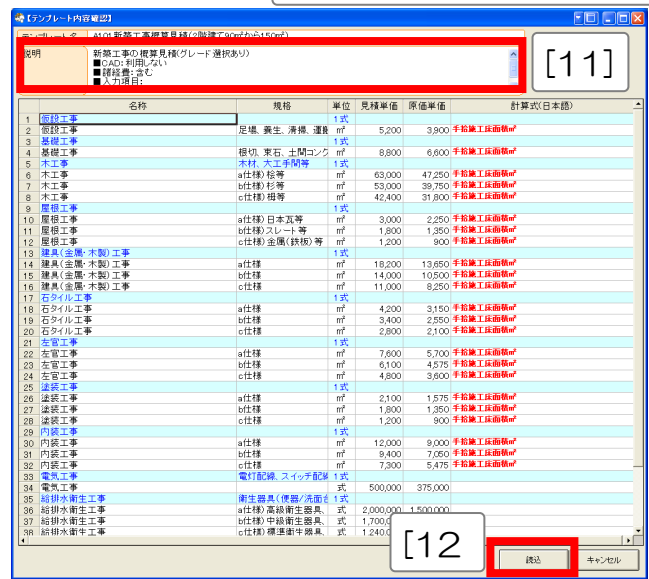 【テンプレート内容確認】
テンプレート名 A101 新築工事概算見積(2階建て90㎡から150㎡)
説明 新築工事の概算見積(グレード選択あり)
■CAD:利用しない
■諸経費:含む
■入力項目:
[11]
名称 規格 単位 見積単価 原価単価 計算式(日本語)
1 仮設工事 1式
2 仮設工事 足場、養生、清掃、運搬 ㎡ 5,200 3,900 手拾施工床面積㎡
3 基礎工事 1式
4 基礎工事 根切、束石、土間コンク ㎡ 8,800 6,600 手拾施工床面積㎡
5 木工事 木材、大工手間等 1式
6 木工事 a仕様)桧等 ㎡ 63,000 47,250 手拾施工床面積㎡
7 木工事 b仕様)杉等 ㎡ 53,000 39,750 手拾施工床面積㎡
8 木工事 c仕様)栂等 ㎡ 42,400 31,800 手拾施工床面積㎡
9 屋根工事 1式
10 屋根工事 a仕様)日本瓦等 ㎡ 3,000 2,250 手拾施工床面積㎡
11 屋根工事 b仕様)スレート等 ㎡ 1,800 1,350 手拾施工床面積㎡
12 屋根工事 c仕様)金属(鉄板)等 ㎡ 1,200 900 手拾施工床面積㎡
13 建具(金属・木製)工事 1式
14 建具(金属・木製)工事 a仕様 ㎡ 18,200 13,650 手拾施工床面積㎡
15 建具(金属・木製)工事 b仕様 ㎡ 14,000 10,500 手拾施工床面積㎡
16 建具(金属・木製)工事 c仕様 ㎡ 11,000 8,250 手拾施工床面積㎡
17 石タイル工事 1式
18 石タイル工事 a仕様 ㎡ 4,200 3,150 手拾施工床面積㎡
19 石タイル工事 b仕様 ㎡ 3,400 2,550 手拾施工床面積㎡
20 石タイル工事 c仕様 ㎡ 2,800 2,100 手拾施工床面積㎡
21 左官工事 1式
22 左官工事 a仕様 ㎡ 7,600 5,700 手拾施工床面積㎡
23 左官工事 b仕様 ㎡ 6,100 4,575 手拾施工床面積㎡
24 左官工事 c仕様 ㎡ 4,800 3,600 手拾施工床面積㎡
25 塗装工事 1式
26 塗装工事 a仕様 ㎡ 2,100 1,575 手拾施工床面積㎡
27 塗装工事 b仕様 ㎡ 1,800 1,350 手拾施工床面積㎡
28 塗装工事 c仕様 ㎡ 1,200 900 手拾施工床面積㎡
29 内装工事 1式
30 内装工事 a仕様 ㎡ 12,000 9,000 手拾施工床面積㎡
31 内装工事 b仕様 ㎡ 9,400 7,050 手拾施工床面積㎡
32 内装工事 c仕様 ㎡ 7,300 5,475 手拾施工床面積㎡
33 電気工事 電灯配線、スイッチ配線 1式
34 電気工事 式 500,000 375,000
35 給排水衛生工事 衛生器具(便器/洗面台 1式
36 給排水衛生工事 a仕様)高級衛生器具、 式 2,000,000 1,500,000
37 給排水衛生工事 b仕様)中級衛生器具、 式 1,700,
38 給排水衛生工事 c仕様)標準衛生器具、 式 1,240,0
[12
読込 キャンセル